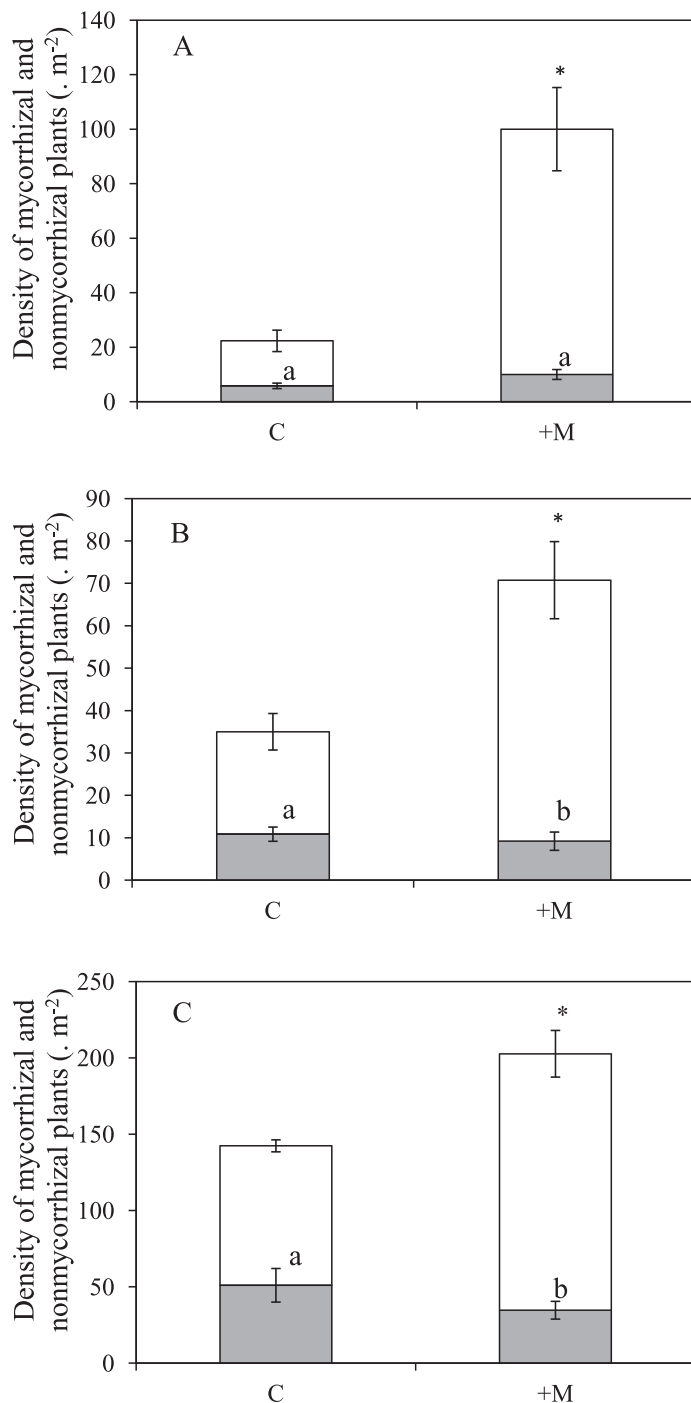 Density of mycorrhizal and
nonmycorrhizal plants (. m-2)
A
140
120
100
80
60
40
20
0
*
a
a
C
+M
Density of mycorrhizal and
nonmycorrhizal plants (. m-2)
B
90
80
70
60
50
40
30
20
10
0
*
a
b
C
+M
Density of mycorrhizal and
nonmycorrhizal plants (. m-2)
C
250
200
150
100
50
0
*
a
b
C
+M